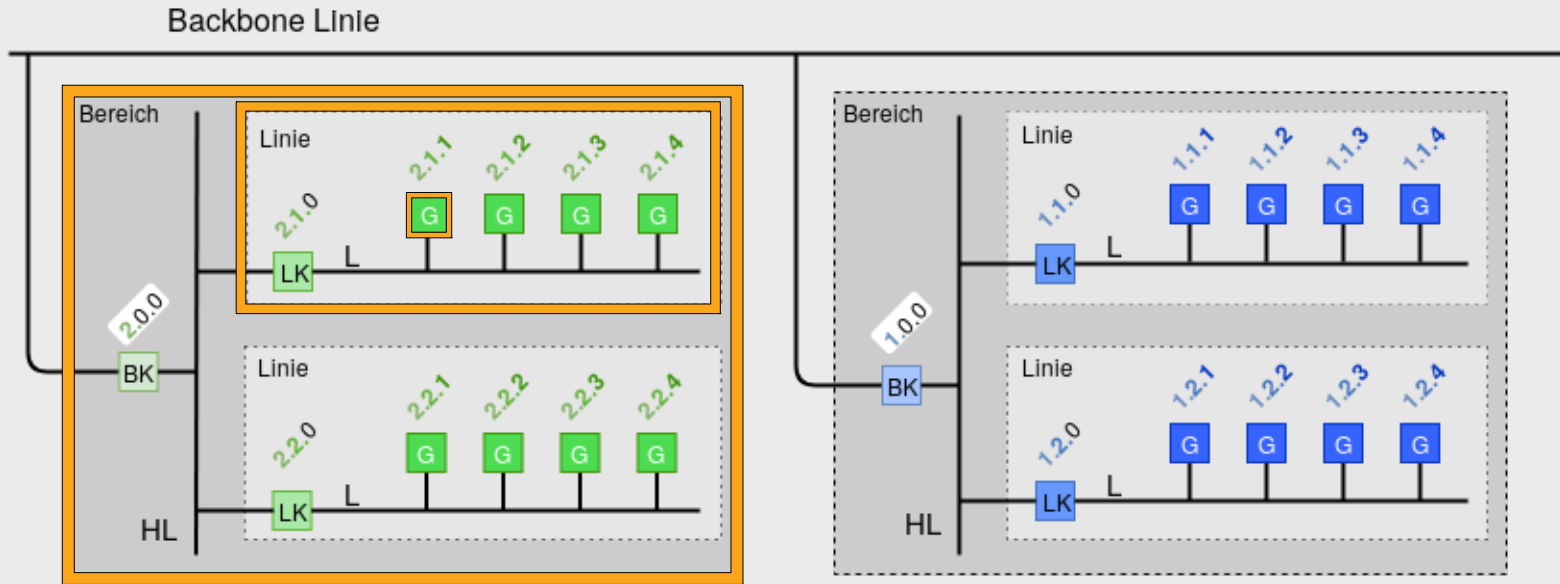 Backbone Linie
Bereich
Linie
2.1.1
2.1.2
2.1.3
2.1.4
2.1.0
G
G
G
G
L
LK
2.0.0
BK
Linie
2.2.1
2.2.2
2.2.3
2.2.4
2.2.0
G
G
G
G
L
LK
HL
Bereich
Linie
1.1.1
1.1.2
1.1.3
1.1.4
1.1.0
G
G
G
G
L
LK
1.0.0
BK
Linie
1.2.1
1.2.2
1.2.3
1.2.4
1.2.0
G
G
G
G
L
LK
HL